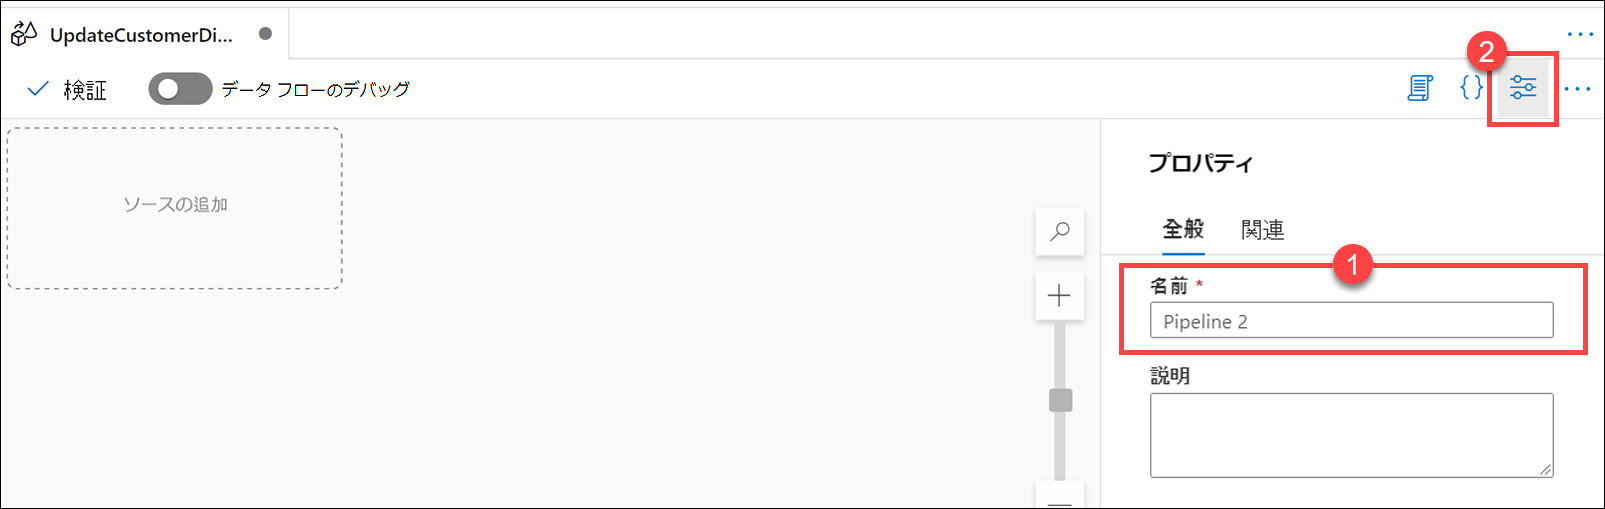 UpdateCustomerDi...
...
2
検証
データ フローのデバッグ
{}
...
ソースの追加
プロパティ
全般 関連
1
名前 *
Pipeline 2
説明